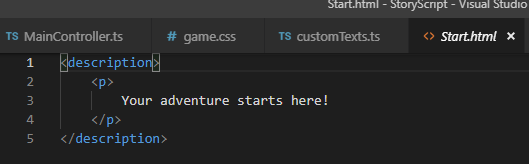 Start.html - StoryScript - Visual Studio
TS MainController.ts # game.css TS customTexts.ts <> Start.html ×
1 <description>
2 <p>
3 Your adventure starts here!
4 </p>
5 </description>